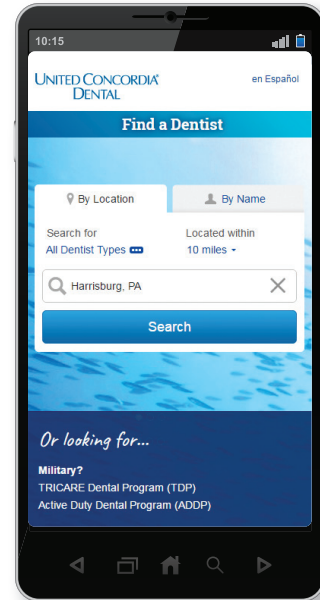 10:15
UNITED CONCORDIA®
DENTAL
en Español
Find a Dentist
By Location
By Name
Search for
Located within
All Dentist Types
10 miles
Harrisburg, PA
Search
Or looking for...
Military?
TRICARE Dental Program (TDP)
Active Duty Dental Program (ADDP)